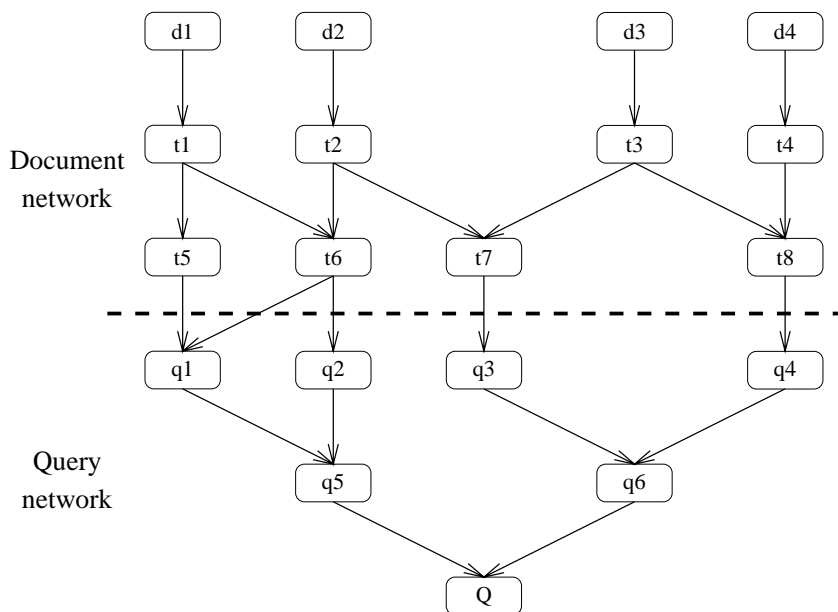 d1 d2 d3 d4
t1 t2 t3 t4
Document
network
t5 t6 t7 t8
q1 q2 q3 q4
Query
network
q5 q6
Q